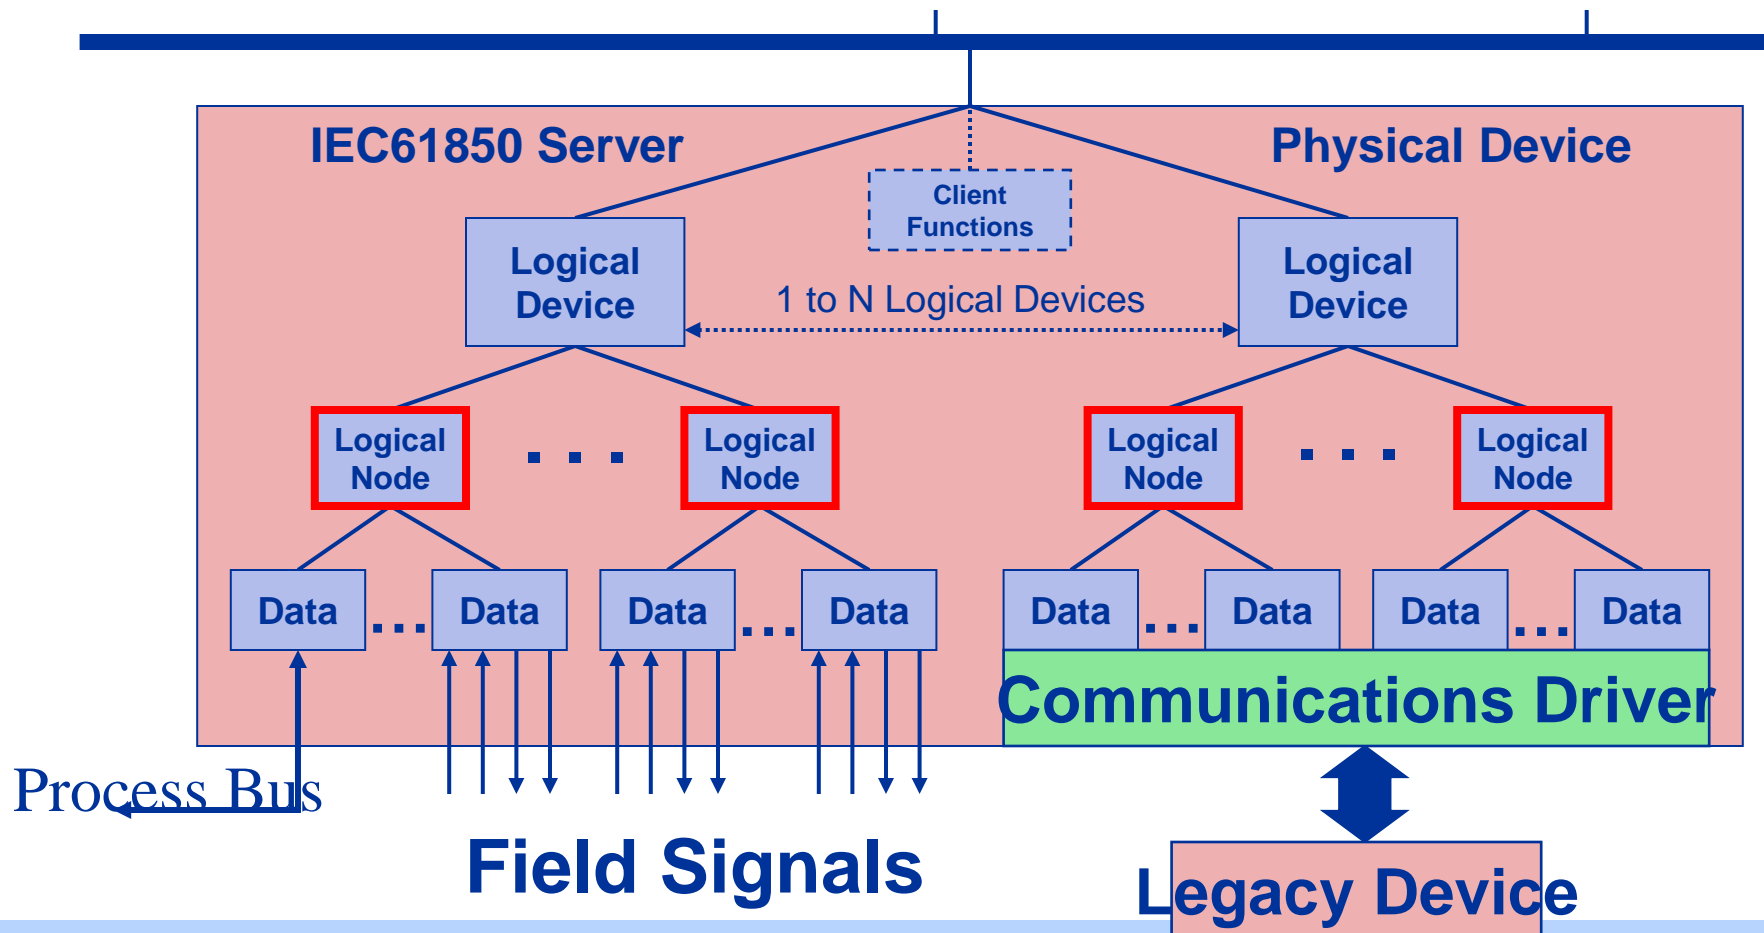 IEC61850 Server
Physical Device
Client
Functions
Logical
Device
Logical
Device
1 to N Logical Devices
Logical
Node
. . .
Logical
Node
Logical
Node
. . .
Logical
Node
Data ... Data
Data ... Data
Data ... Data
Data ... Data
Communications Driver
Process Bus
Field Signals
Legacy Device